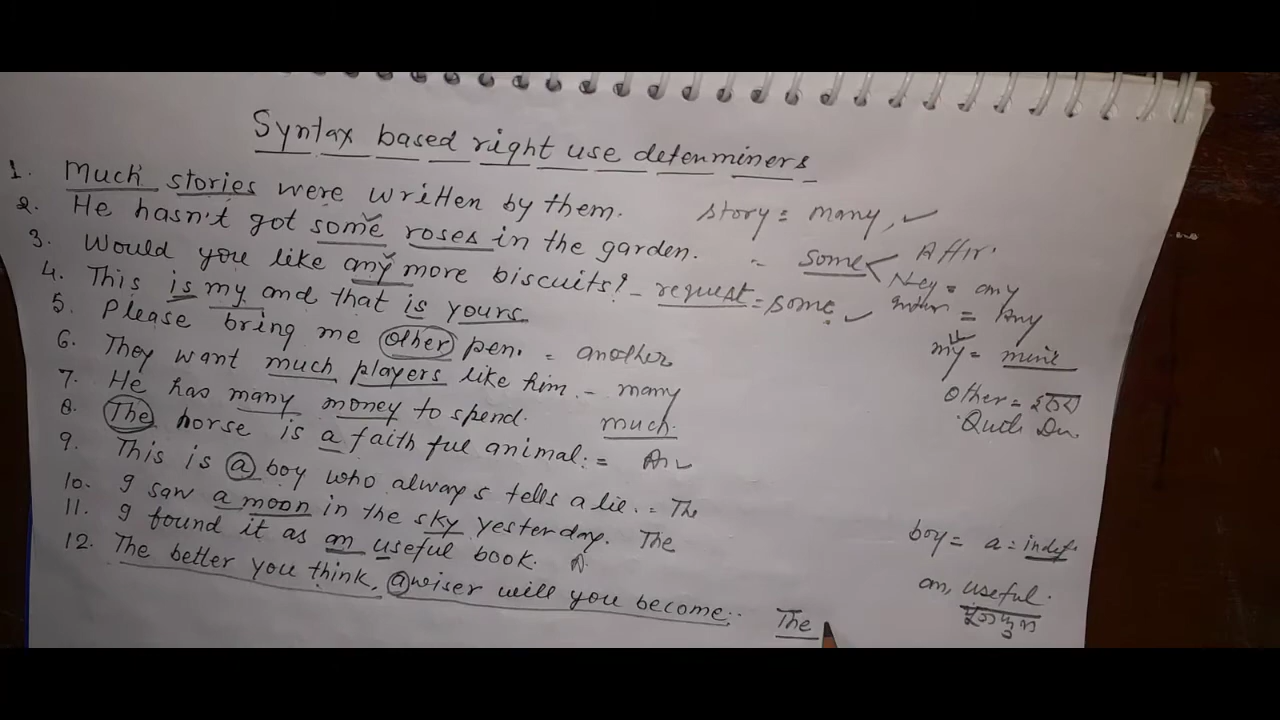 Syntax based right use determiners
1. Much stories were written by them. story = many,
2. He hasn't got some roses in the garden. - some Affir.
3. Would you like any more biscuits? - request = some Neg = any
= Any
4. This is my and that is yours my = mine
5. Please bring me other pen. = another
6. They want much players like him. - many other =
7. He has many money to spend. much.
8. The horse is a faithful animal. = An
9. This is a boy who always tells a lie. = The
10. I saw a moon in the sky yesterday. The boy = a = indef.
11. I found it as an useful book. A. an, useful.
12. The better you think, a wiser will you become. The